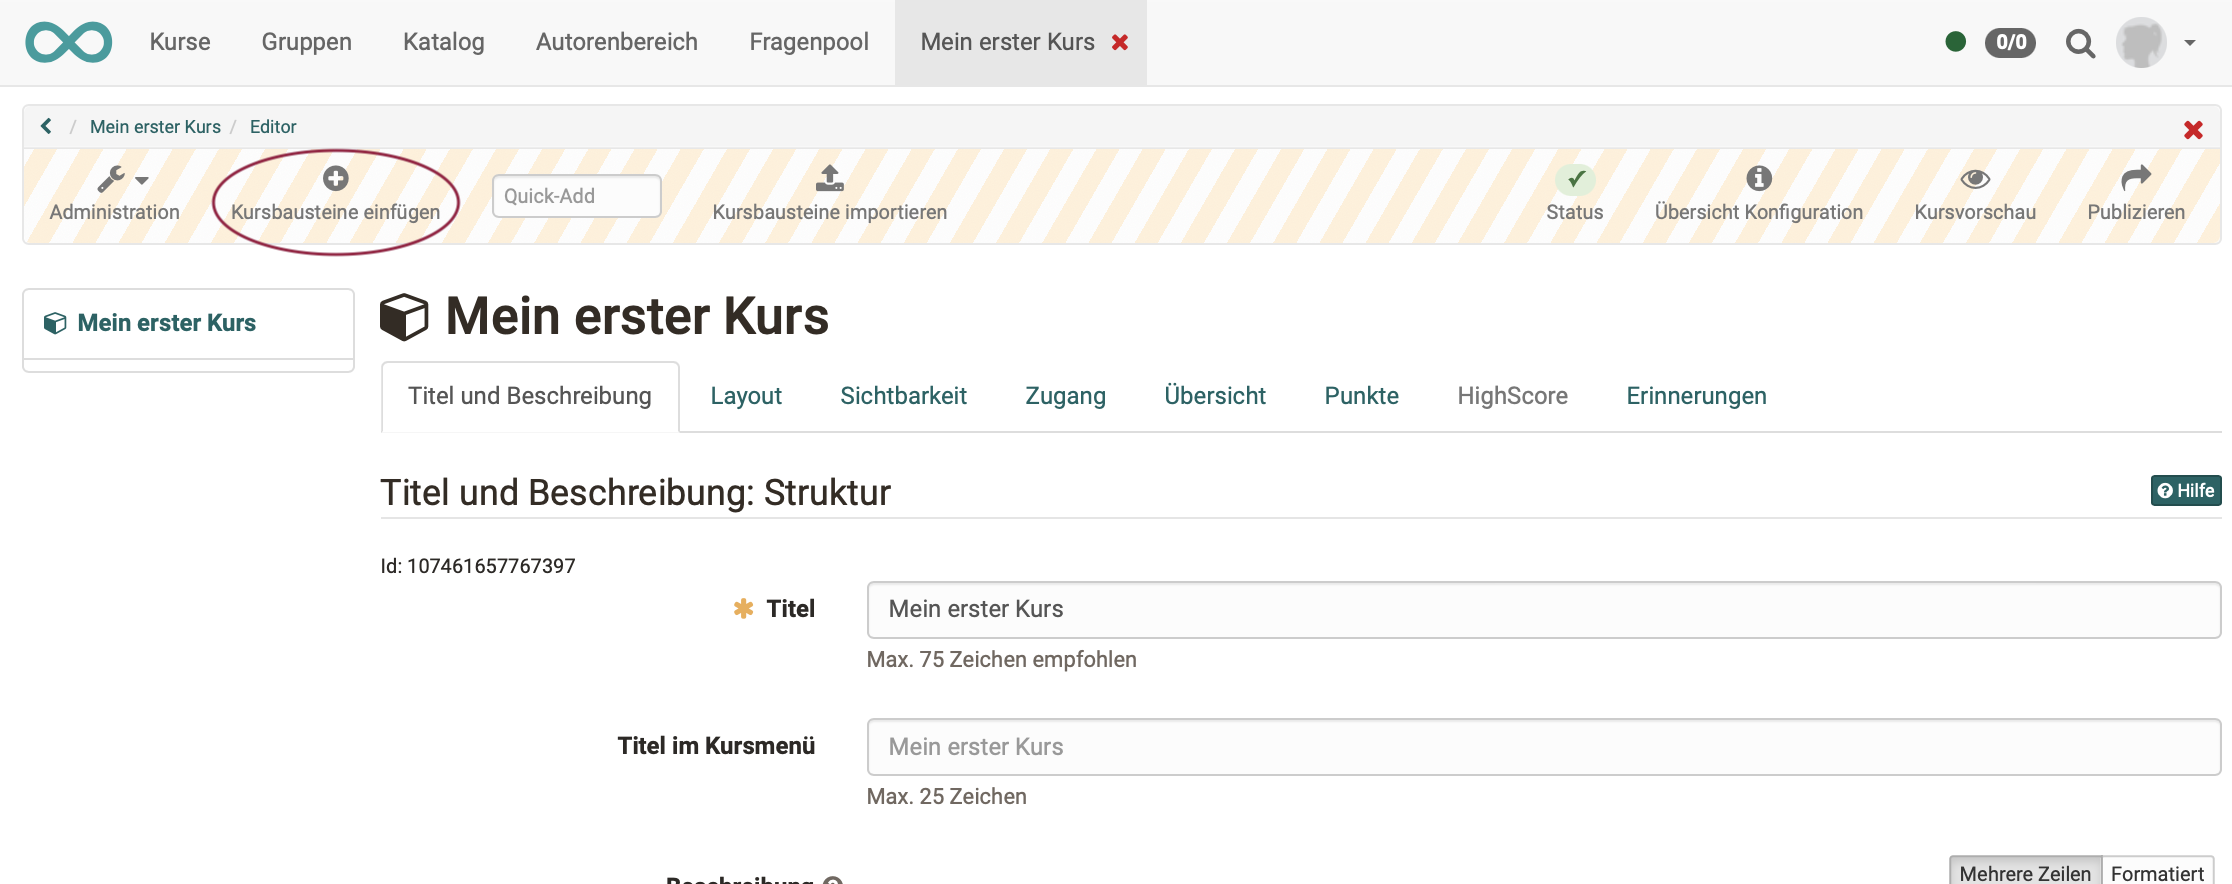 Kurse Gruppen Katalog Autorenbereich Fragenpool Mein erster Kurs 0/0
/ Mein erster Kurs / Editor
Administration Kursbausteine einfügen Quick-Add Kursbausteine importieren Status Übersicht Konfiguration Kursvorschau Publizieren
Mein erster Kurs
Mein erster Kurs
Titel und Beschreibung Layout Sichtbarkeit Zugang Übersicht Punkte HighScore Erinnerungen
Titel und Beschreibung: Struktur Hilfe
Id: 107461657767397
Titel Mein erster Kurs
Max. 75 Zeichen empfohlen
Titel im Kursmenü Mein erster Kurs
Max. 25 Zeichen
Beschreibung Mehrere Zeilen Formatiert